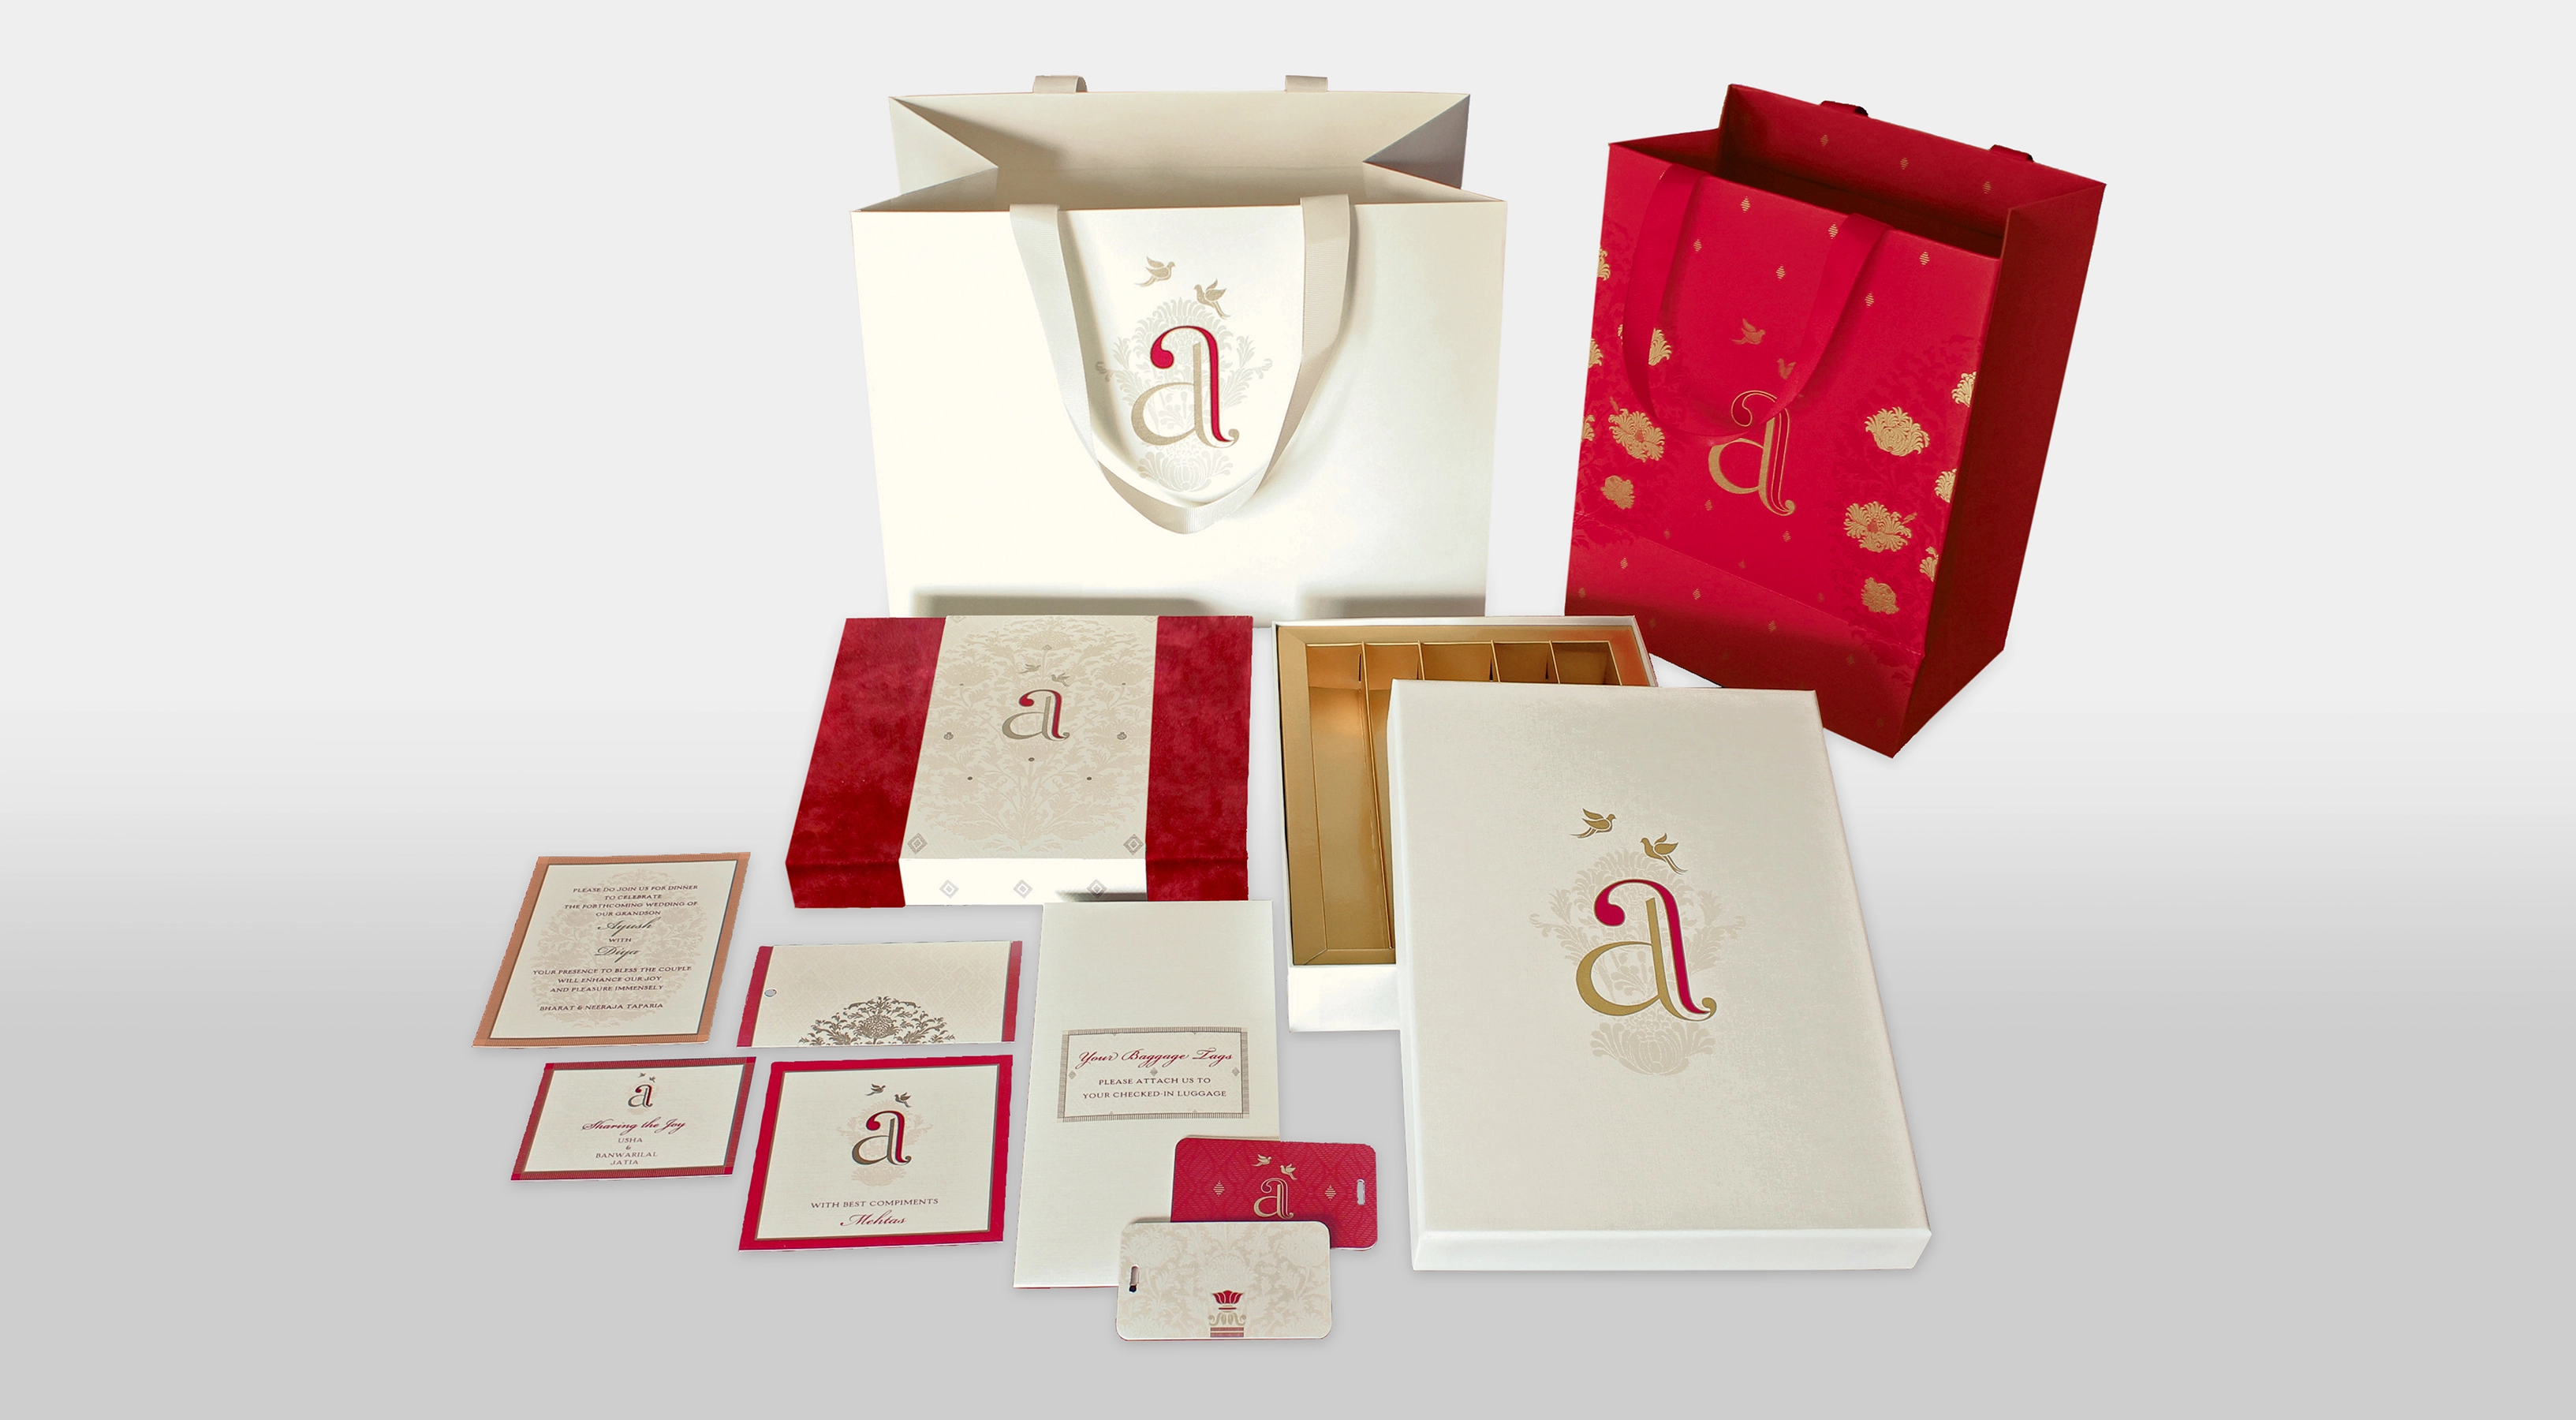 a
a
a
a
PLEASE DO JOIN US FOR DINNER
TO CELEBRATE
THE FORTHCOMING WEDDING OF
OUR GRANDSON
Ayush
WITH
Diya
YOUR PRESENCE TO BLESS THE COUPLE
WILL ENHANCE OUR JOY
AND PLEASURE IMMENSELY
BHARAT & NEERAJA TAPARIA
a
Sharing the Joy
USHA
&
BANWARILAL
JATIA
a
WITH BEST COMPIMENTS
Mehtas
Your Baggage Tags
PLEASE ATTACH US TO
YOUR CHECKED-IN LUGGAGE
a